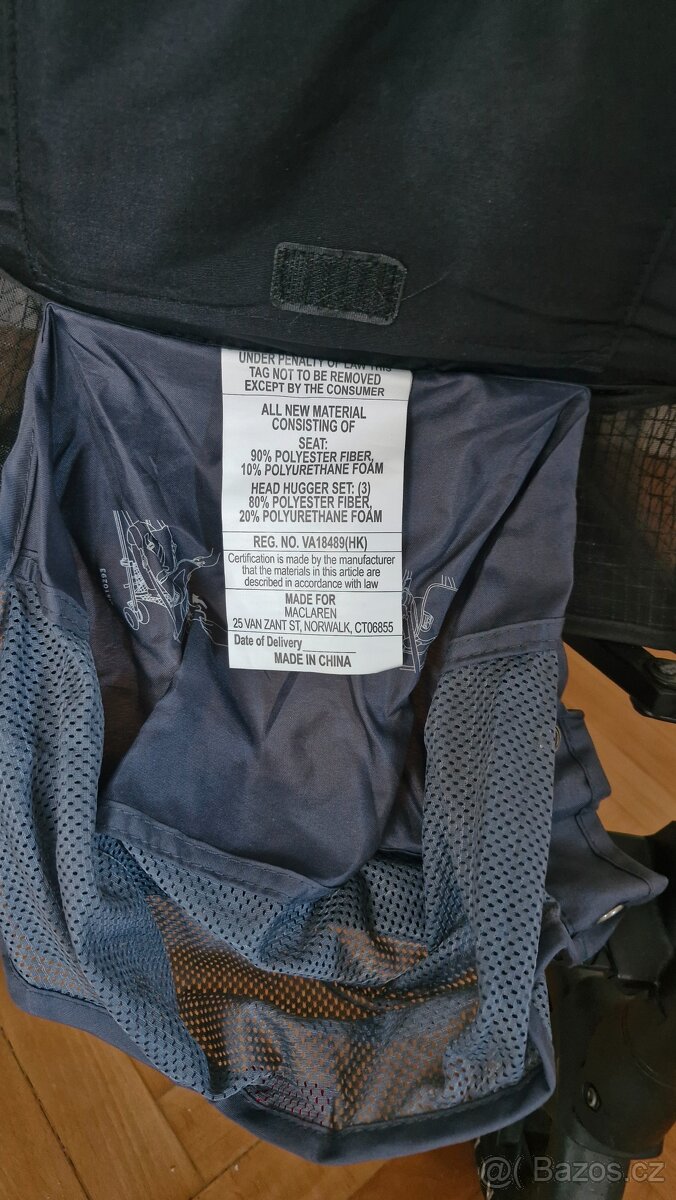 UNDER PENALTY OF LAW THIS
TAG NOT TO BE REMOVED
EXCEPT BY THE CONSUMER
ALL NEW MATERIAL
CONSISTING OF
SEAT:
90% POLYESTER FIBER,
10% POLYURETHANE FOAM
HEAD HUGGER SET: (3)
80% POLYESTER FIBER,
20% POLYURETHANE FOAM
REG. NO. VA18489(HK)
Certification is made by the manufacturer
that the materials in this article are
described in accordance with law
MADE FOR
MACLAREN
25 VAN ZANT ST, NORWALK, CT06855
Date of Delivery
MADE IN CHINA
@( Bazos.cz